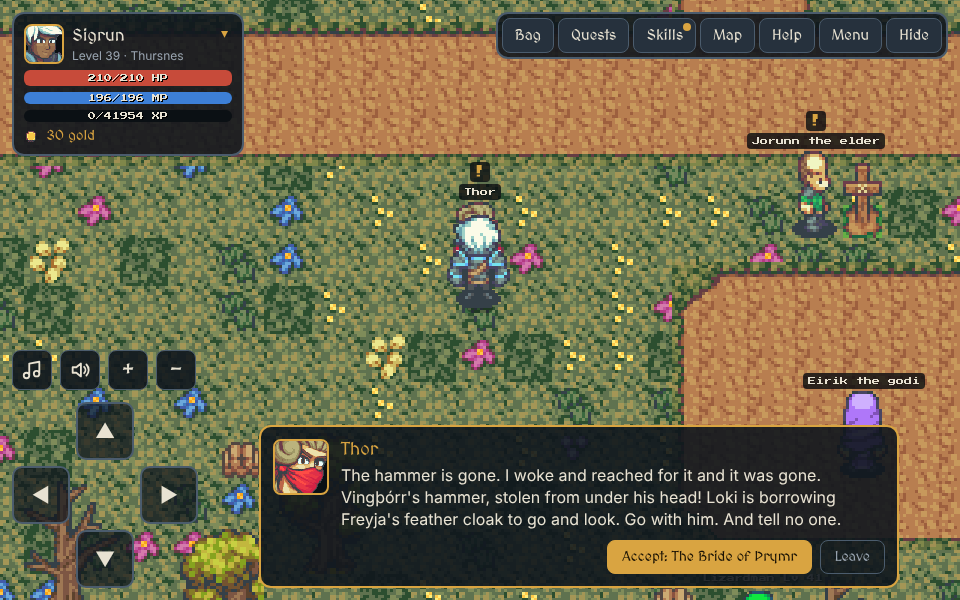 Sigrun
Level 39 · Thursnes
210/210 HP
196/196 MP
0/41954 XP
30 gold
Bag
Quests
Skills
Map
Help
Menu
Hide
!
Jorunn the elder
!
Thor
Eirik the godi
+
-
Thor
The hammer is gone. I woke and reached for it and it was gone.
Vingþórr's hammer, stolen from under his head! Loki is borrowing
Freyja's feather cloak to go and look. Go with him. And tell no one.
Accept: The Bride of Þrymr
Leave